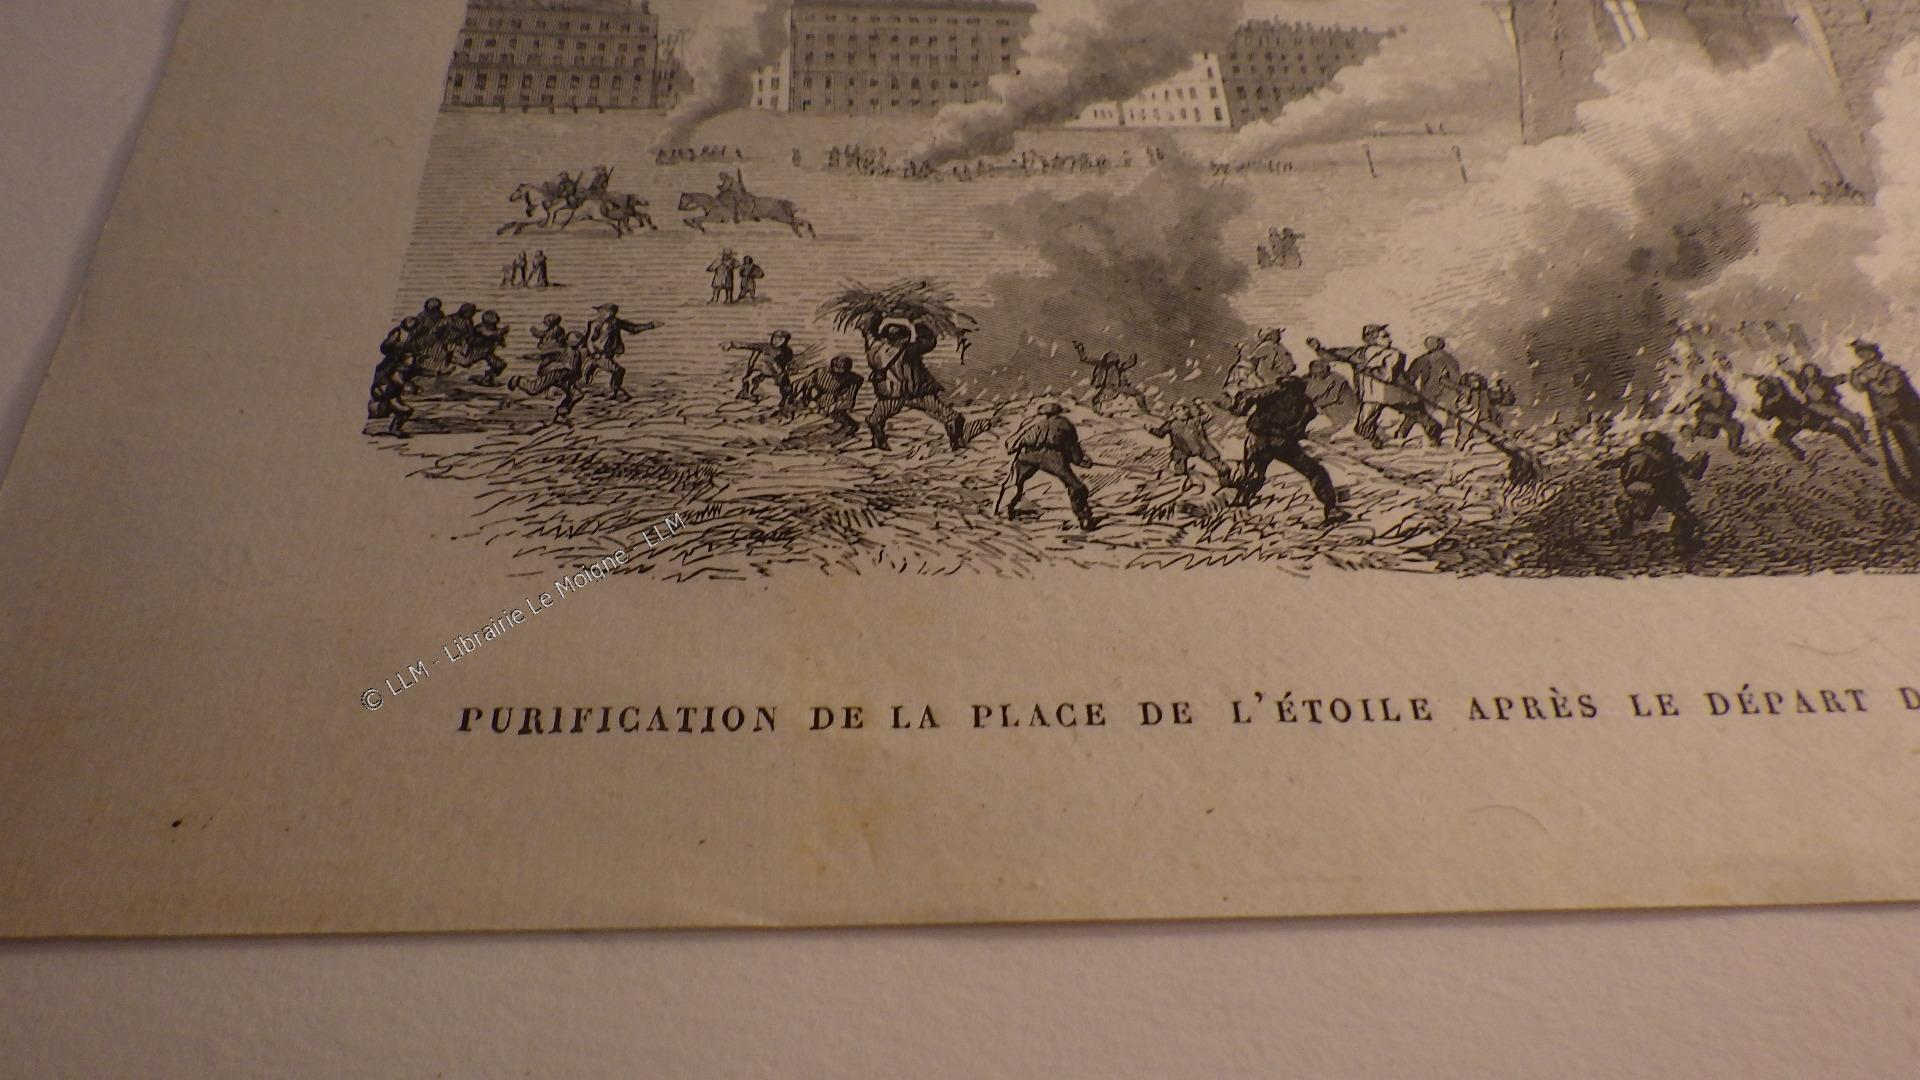 © LLM - Librairie Le Moigne - LLM
PURIFICATION DE LA PLACE DE L'ÉTOILE APRÈS LE DÉPART D